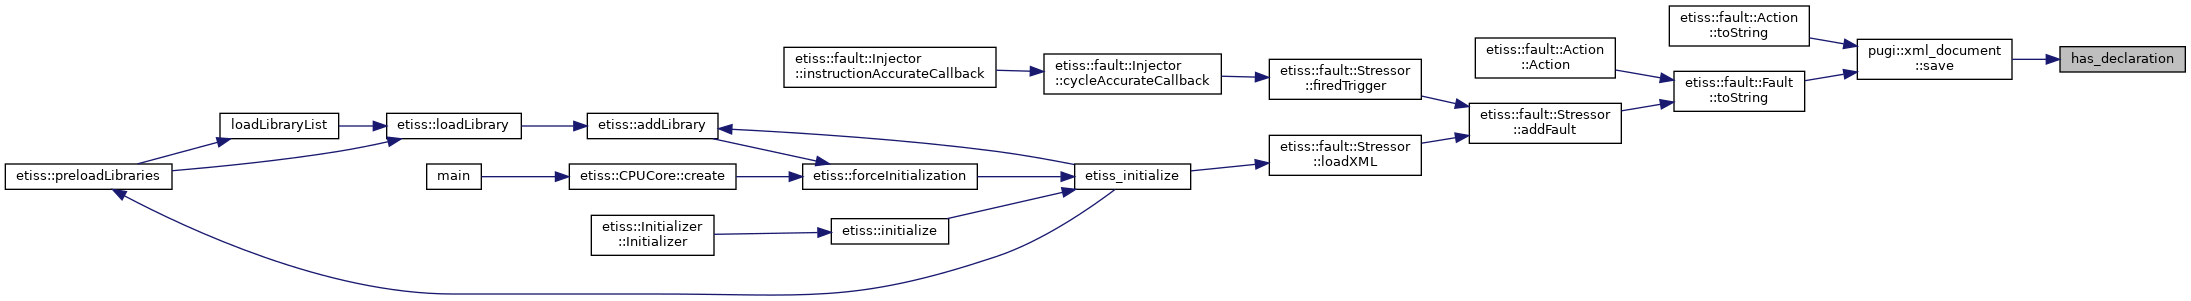 etiss::fault::Action
::toString
pugi::xml_document
::save
has_declaration
etiss::fault::Action
::Action
etiss::fault::Fault
::toString
etiss::fault::Injector
::instructionAccurateCallback
etiss::fault::Injector
::cycleAccurateCallback
etiss::fault::Stressor
::firedTrigger
etiss::fault::Stressor
::addFault
etiss::fault::Stressor
::loadXML
loadLibraryList
etiss::loadLibrary
etiss::addLibrary
etiss::preloadLibraries
main
etiss::CPUCore::create
etiss::forceInitialization
etiss_initialize
etiss::Initializer
::Initializer
etiss::initialize